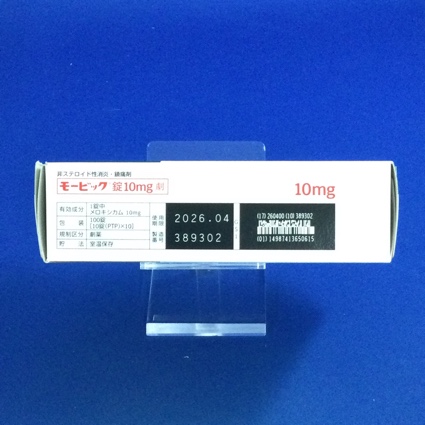 非ステロイド性消炎・鎮痛剤
モービック 錠10mg 劇
10mg
有効成分 1錠中 メロキシカム 10mg
包 装 100錠 [10錠(PTP)×10]
規制区分 劇薬
貯 法 室温保存
使用期限 2026.04
製造番号 389302
(17) 260400 (10) 389302
(01) 14987413650615